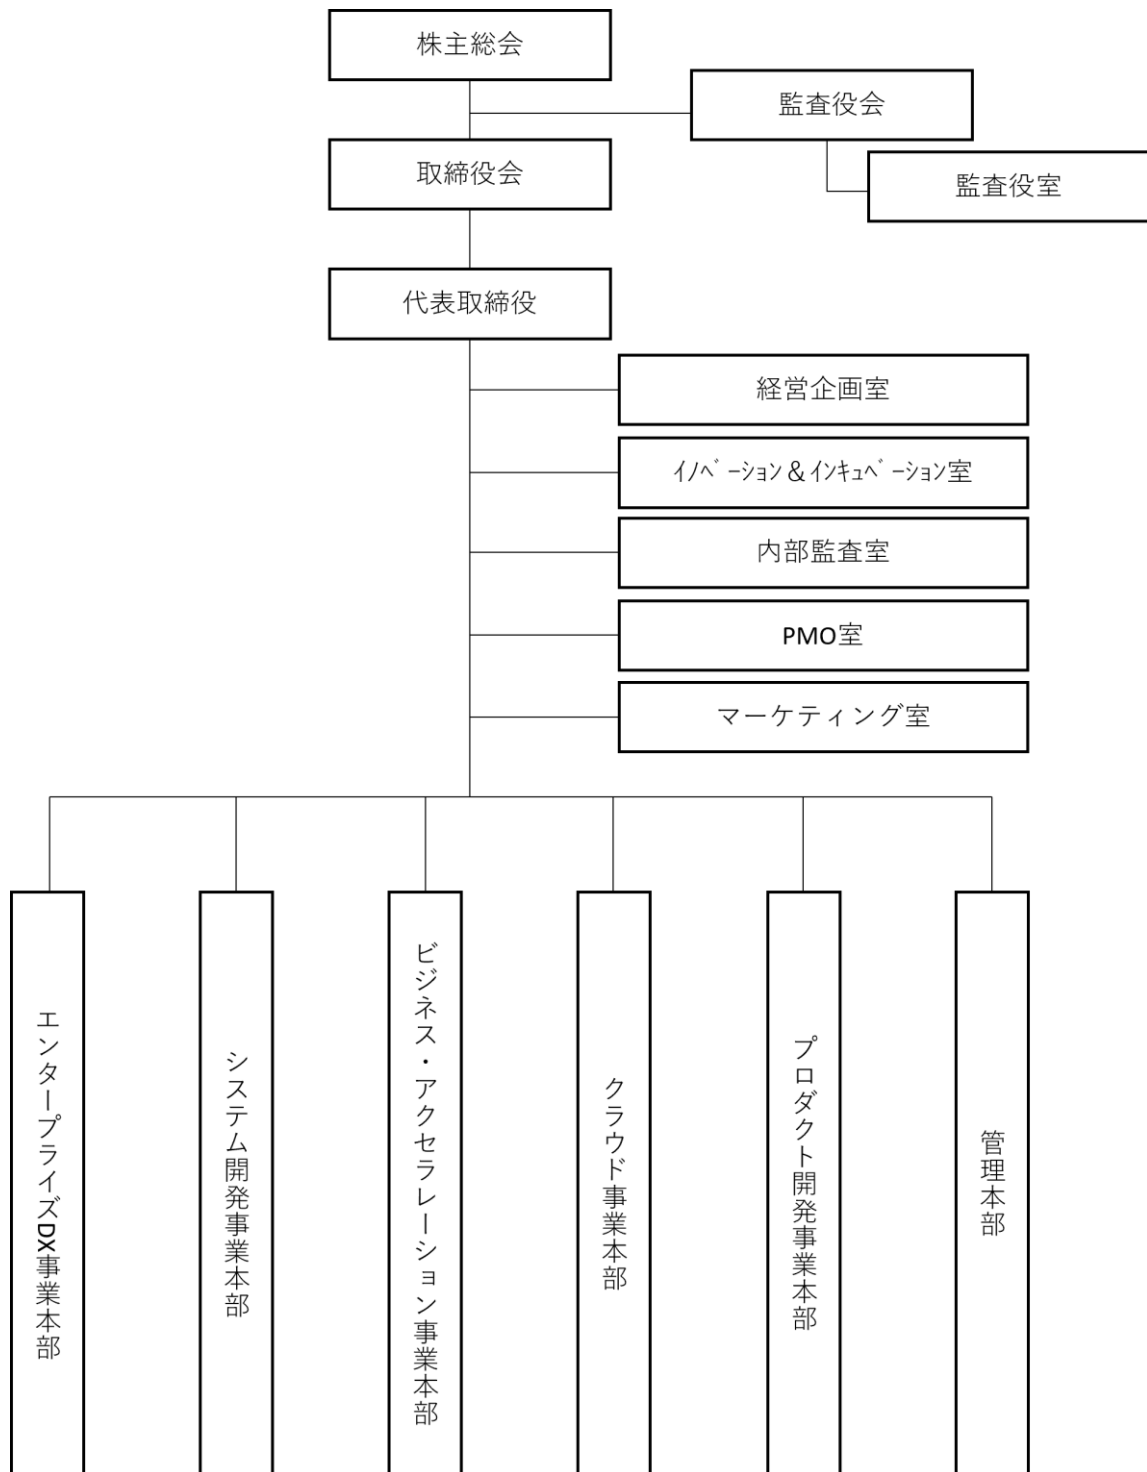 株主総会
監査役会
取締役会
監査役室
代表取締役
経営企画室
ｲﾉﾍﾞｰｼｮﾝ＆ｲﾝｷｭﾍﾞｰｼｮﾝ室
内部監査室
PMO室
マーケティング室
エンタープライズDX事業本部
システム開発事業本部
ビジネス・アクセラレーション事業本部
クラウド事業本部
プロダクト開発事業本部
管理本部